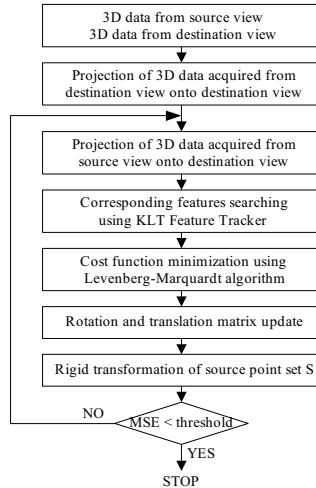 3D data from source view
3D data from destination view
Projection of 3D data acquired from
destination view onto destination view
Projection of 3D data acquired from
source view onto destination view
Corresponding features searching
using KLT Feature Tracker
Cost function minimization using
Levenberg-Marquardt algorithm
Rotation and translation matrix update
Rigid transformation of source point set S
NO
MSE < threshold
YES
STOP